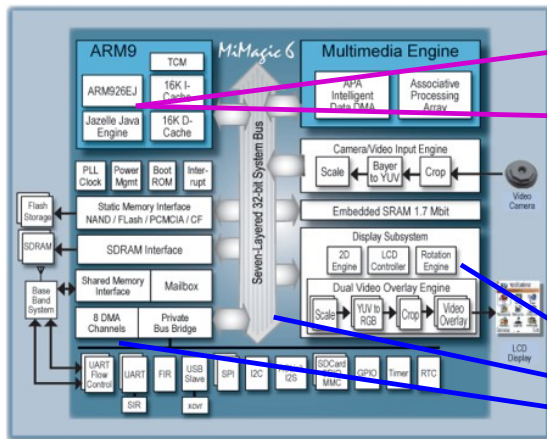 ARM9
MiMagic 6
Multimedia Engine
TCM
ARM926EJ
16K I-
Cache
Jazelle Java
Engine
16K D-
Cache
APA
Intelligent
Data DMA
Associative
Processing
Array
Seven-Layered 32-bit System Bus
PLL
Clock
Power
Mgmt
Boot
ROM
Inter-
rupt
Camera/Video Input Engine
Scale
Bayer
to YUV
Crop
Video
Camera
Flash
Storage
Static Memory Interface
NAND / FLash / PCMCIA / CF
Embedded SRAM 1.7 Mbit
SDRAM
SDRAM Interface
Display Subsystem
2D
Engine
LCD
Controller
Rotation
Engine
Base
Band
System
Shared Memory
Interface
Mailbox
Dual Video Overlay Engine
Scale
YUV to
RGB
Crop
Video
Overlay
LCD
Display
8 DMA
Channels
Private
Bus Bridge
UART
Flow
Control
UART
FIR
USB
Slave
SPI
I2C
I2S
SDCard
MMC
GPIO
Timer
RTC
SIR
xcvr